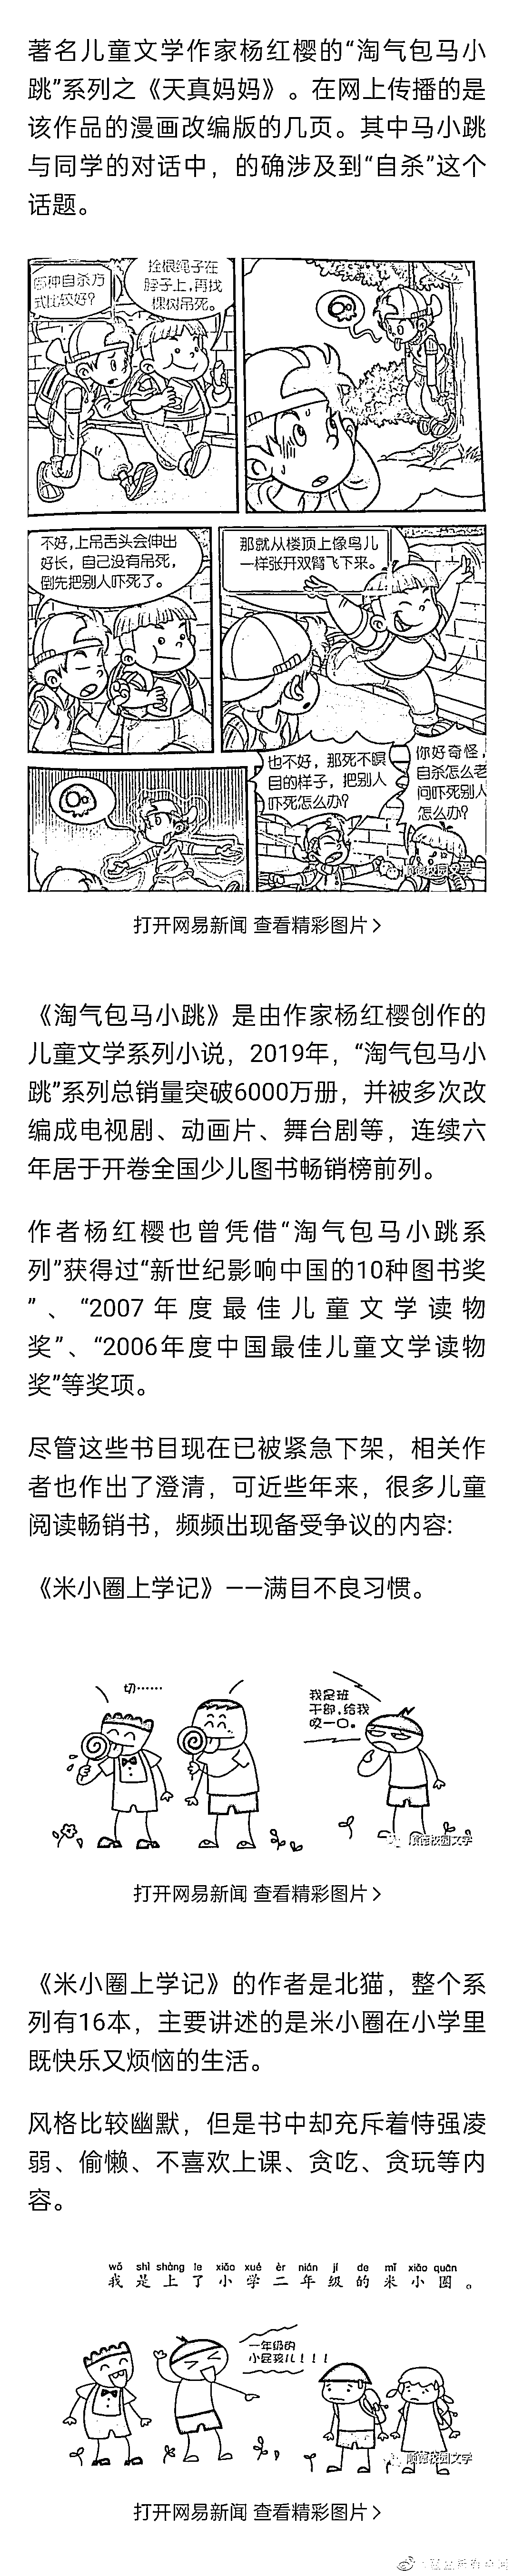 著名儿童文学作家杨红樱的“淘气包马小
跳”系列之《天真妈妈》。在网上传播的是
该作品的漫画改编版的几页。其中马小跳
与同学的对话中，的确涉及到“自杀”这个
话题。
哪种自杀方
式比较好？
拴根绳子在
脖子上，再找
棵树吊死。
不好，上吊舌头会伸出
好长，自己没有吊死，
倒先把别人吓死了。
那就从楼顶上像鸟儿
一样张开双臂飞下来。
也不好，那死不瞑
目的样子，把别人
吓死怎么办？
你好奇怪，
自杀怎么老
问吓死别人
怎么办？
顺德校园文学
打开网易新闻 查看精彩图片
《淘气包马小跳》是由作家杨红樱创作的
儿童文学系列小说，2019年，“淘气包马小
跳”系列总销量突破6000万册，并被多次改
编成电视剧、动画片、舞台剧等，连续六
年居于开卷全国少儿图书畅销榜前列。
作者杨红樱也曾凭借“淘气包马小跳系
列”获得过“新世纪影响中国的10种图书奖
”、“2007年度最佳儿童文学读物
奖”、“2006年度中国最佳儿童文学读物
奖”等奖项。
尽管这些书目现在已被紧急下架，相关作
者也作出了澄清，可近些年来，很多儿童
阅读畅销书，频频出现备受争议的内容：
《米小圈上学记》——满目不良习惯。
切……
我是班
干部，给我
咬一口。
顺德校园文学
打开网易新闻 查看精彩图片
《米小圈上学记》的作者是北猫，整个系
列有16本，主要讲述的是米小圈在小学里
既快乐又烦恼的生活。
风格比较幽默，但是书中却充斥着恃强凌
弱、偷懒、不喜欢上课、贪吃、贪玩等内
容。
wǒ shì shàng le xiǎo xué èr nián jí de mǐ xiǎo quān
我是上了小学二年级的米小圈。
一年级的
小屁孩儿！！！
顺德校园文学
打开网易新闻 查看精彩图片